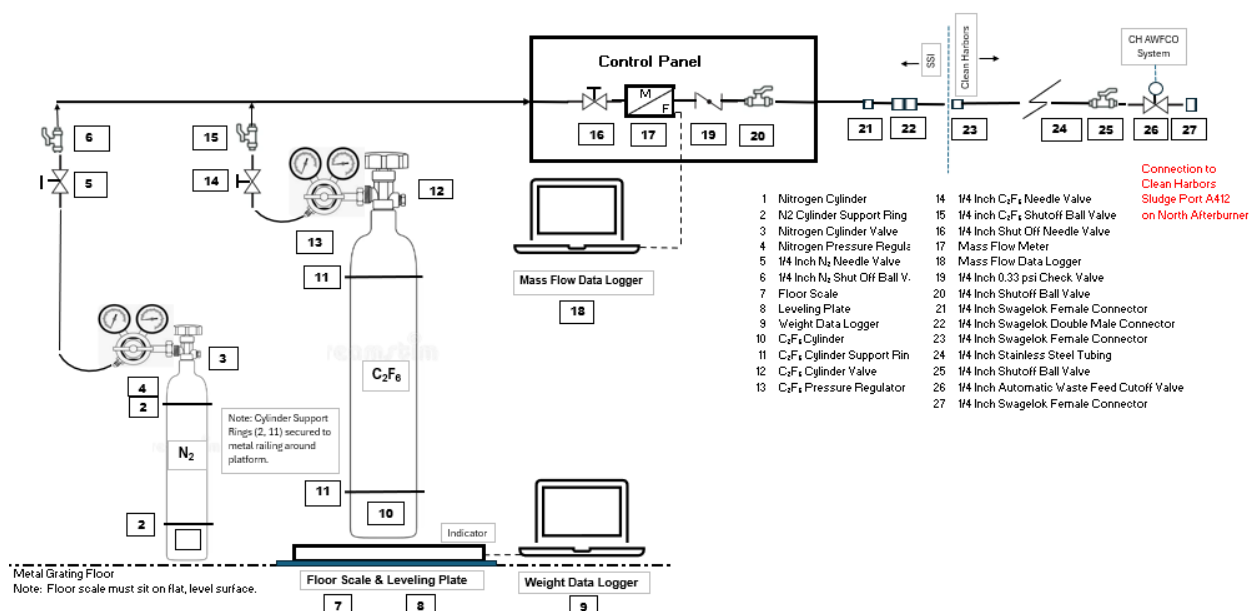 Control Panel
M
F
16
17
19
20
SSI
Clean Harbors
CH AWFCO
System
21
22
23
24
25
26
27
Connection to
Clean Harbors
Sludge Port A412
on North Afterburner
6
5
15
14
12
13
11
3
4
2
N₂
2
C₂F₆
11
10
Note: Cylinder Support
Rings (2, 11) secured to
metal railing around
platform.
Mass Flow Data Logger
18
1 Nitrogen Cylinder
2 N2 Cylinder Support Ring
3 Nitrogen Cylinder Valve
4 Nitrogen Pressure Regula
5 1/4 Inch N₂ Needle Valve
6 1/4 Inch N₂ Shut Off Ball V
7 Floor Scale
8 Leveling Plate
9 Weight Data Logger
10 C₂F₆ Cylinder
11 C₂F₆ Cylinder Support Rin
12 C₂F₆ Cylinder Valve
13 C₂F₆ Pressure Regulator
14 1/4 Inch C₂F₆ Needle Valve
15 1/4 inch C₂F₆ Shutoff Ball Valve
16 1/4 Inch Shut Off Needle Valve
17 Mass Flow Meter
18 Mass Flow Data Logger
19 1/4 Inch 0.33 psi Check Valve
20 1/4 Inch Shutoff Ball Valve
21 1/4 Inch Swagelok Female Connector
22 1/4 Inch Swagelok Double Male Connector
23 1/4 Inch Swagelok Female Connector
24 1/4 Inch Stainless Steel Tubing
25 1/4 Inch Shutoff Ball Valve
26 1/4 Inch Automatic Waste Feed Cutoff Valve
27 1/4 Inch Swagelok Female Connector
Indicator
Metal Grating Floor
Note: Floor scale must sit on flat, level surface.
Floor Scale & Leveling Plate
7
8
Weight Data Logger
9